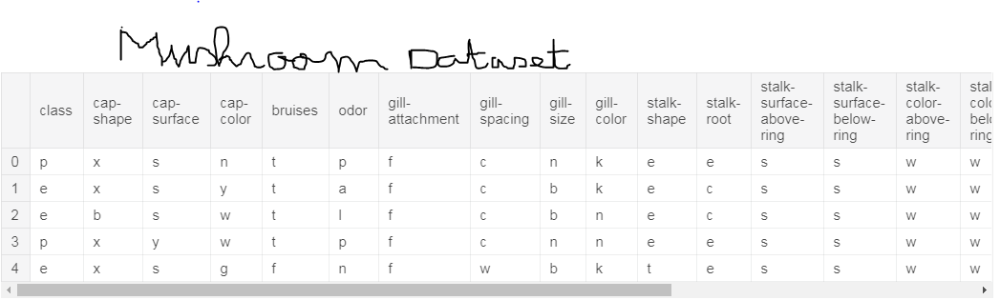 Mushroom Dataset
class cap-shape cap-surface cap-color bruises odor gill-attachment gill-spacing gill-size gill-color stalk-shape stalk-root stalk-surface-above-ring stalk-surface-below-ring stalk-color-above-ring
0 p x s n t p f c n k e e s s w w
1 e x s y t a f c b k e c s s w w
2 e b s w t l f c b n e c s s w w
3 p x y w t p f c n n e e s s w w
4 e x s g f n f w b k t e s s w w